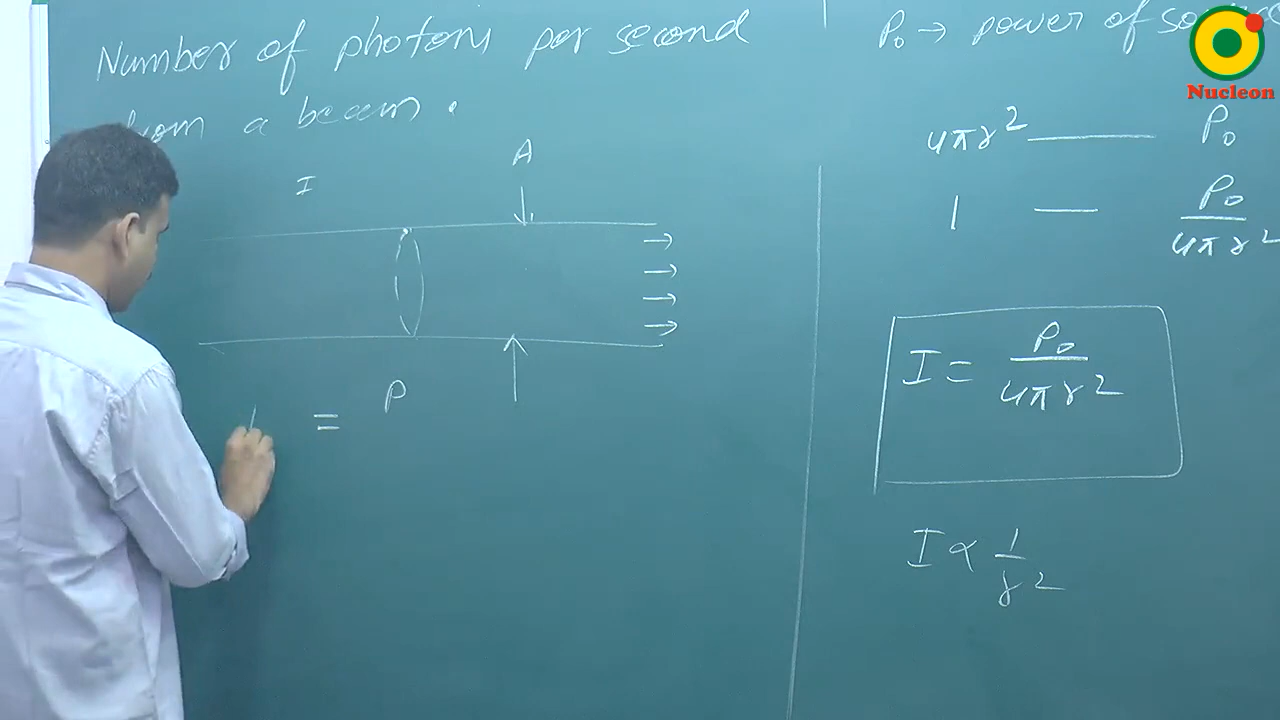 Number of photons per second
from a beam.
A
I
= P
P₀ → power of
4πr² — P₀
1 — P₀/4πr²
I = P₀/4πr²
I ∝ 1/r²
Nucleon